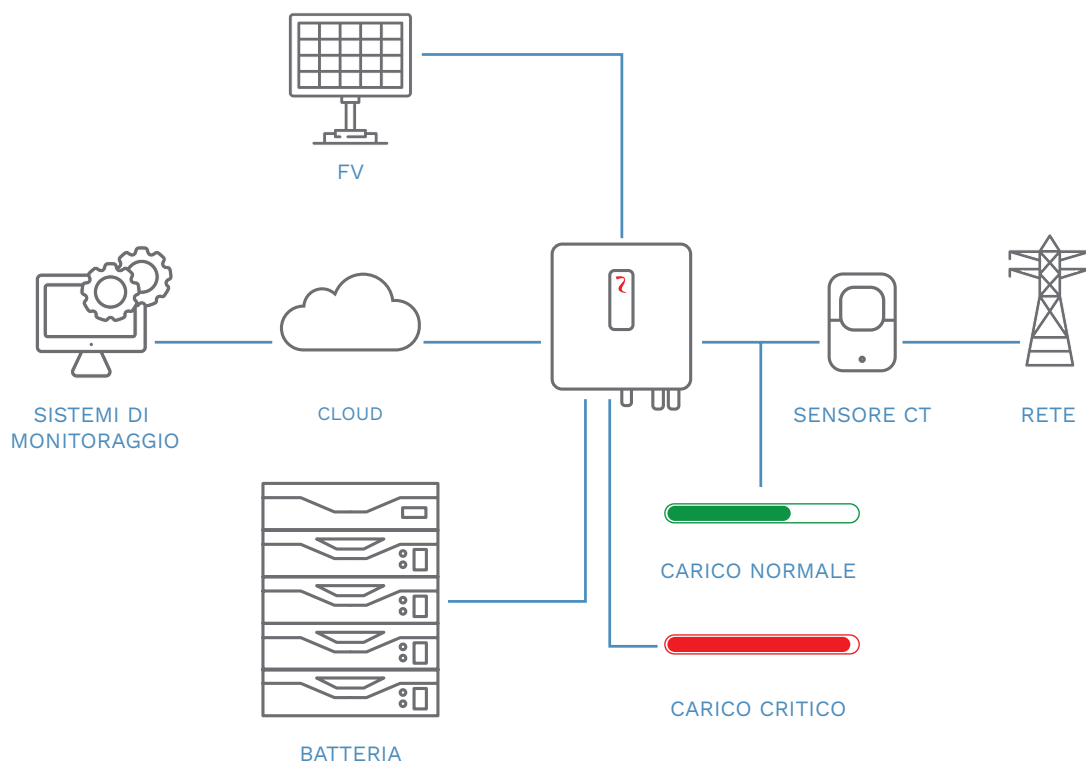 FV
SISTEMI DI
MONITORAGGIO
CLOUD
SENSORE CT
RETE
CARICO NORMALE
CARICO CRITICO
BATTERIA